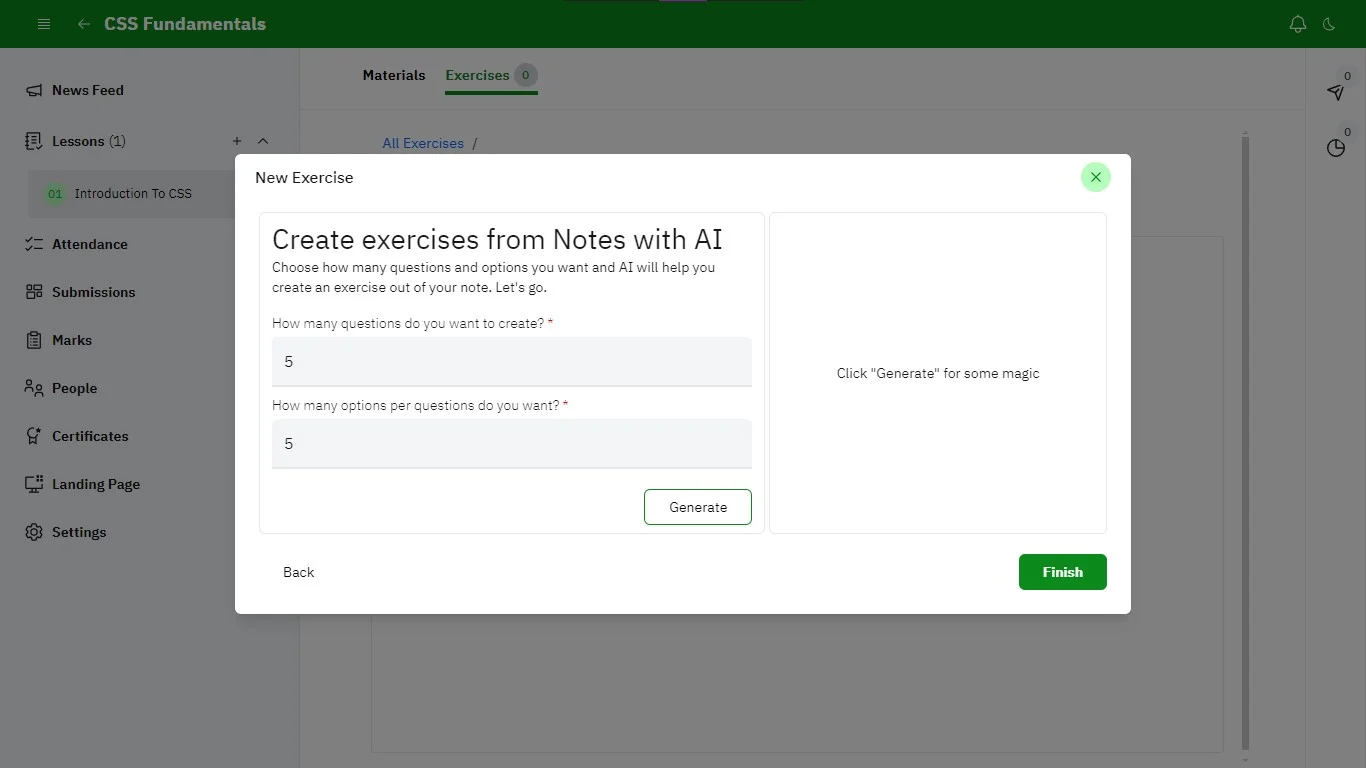 CSS Fundamentals
News Feed
Lessons (1)
01 Introduction To CSS
Attendance
Submissions
Marks
People
Certificates
Landing Page
Settings
Materials
Exercises 0
All Exercises /
0
0
New Exercise
Create exercises from Notes with AI
Choose how many questions and options you want and AI will help you
create an exercise out of your note. Let's go.
How many questions do you want to create? *
5
How many options per questions do you want? *
5
Generate
Click "Generate" for some magic
Back
Finish